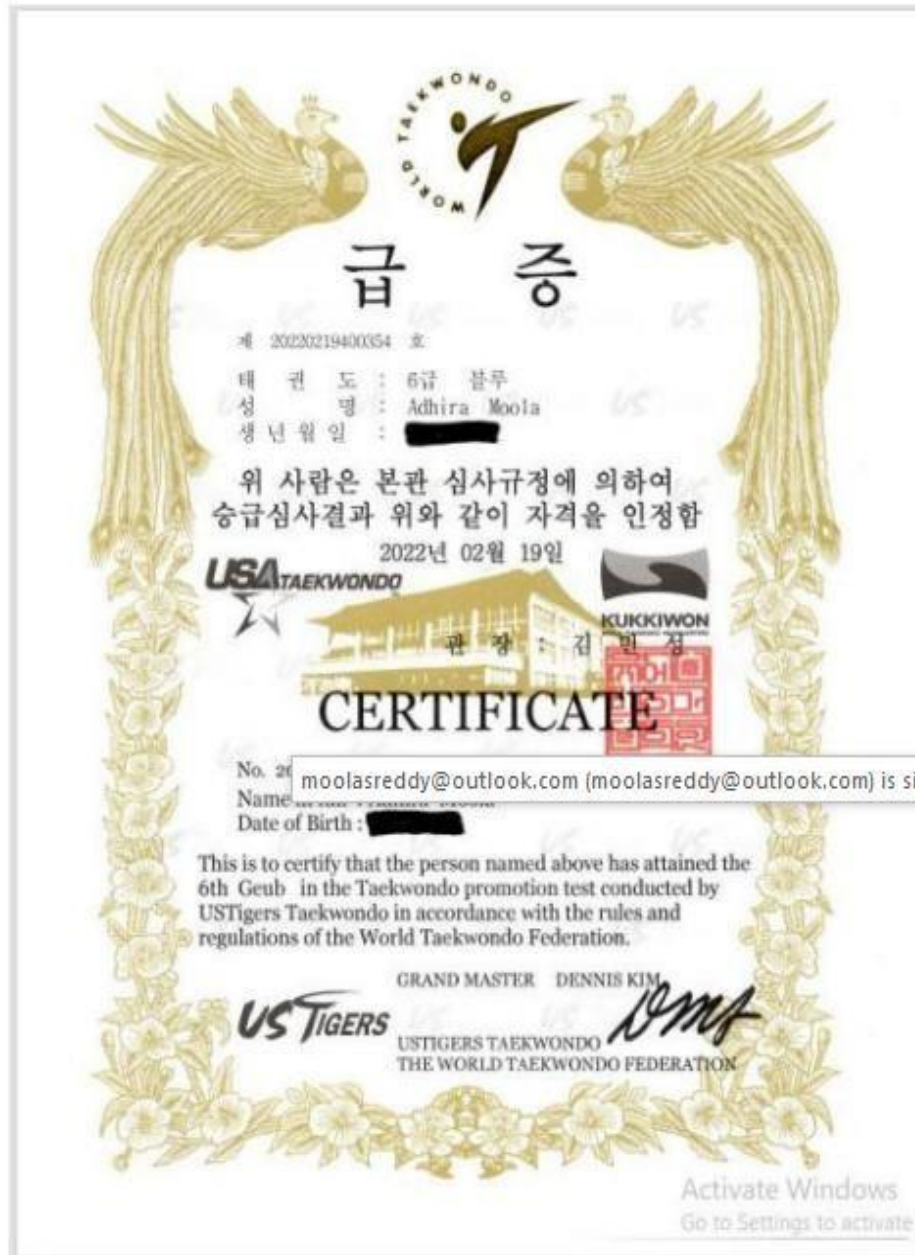 WORLD TAEKWONDO
급 증
제 20220219400354 호
태 권 도 : 6급 블루
성 명 : Adhira Moola
생 년 월 일 :
위 사람은 본관 심사규정에 의하여
승급심사결과 위와 같이 자격을 인정함
2022년 02월 19일
USA TAEKWONDO
KUKKIWON
관 장 : 김 민 성
CERTIFICATE
No. 20
moolasreddy@outlook.com (moolasreddy@outlook.com) is si
Name
Date of Birth :
This is to certify that the person named above has attained the
6th Geub in the Taekwondo promotion test conducted by
USTigers Taekwondo in accordance with the rules and
regulations of the World Taekwondo Federation.
GRAND MASTER DENNIS KIM
US TIGERS
USTIGERS TAEKWONDO
THE WORLD TAEKWONDO FEDERATION
Activate Windows
Go to Settings to activate